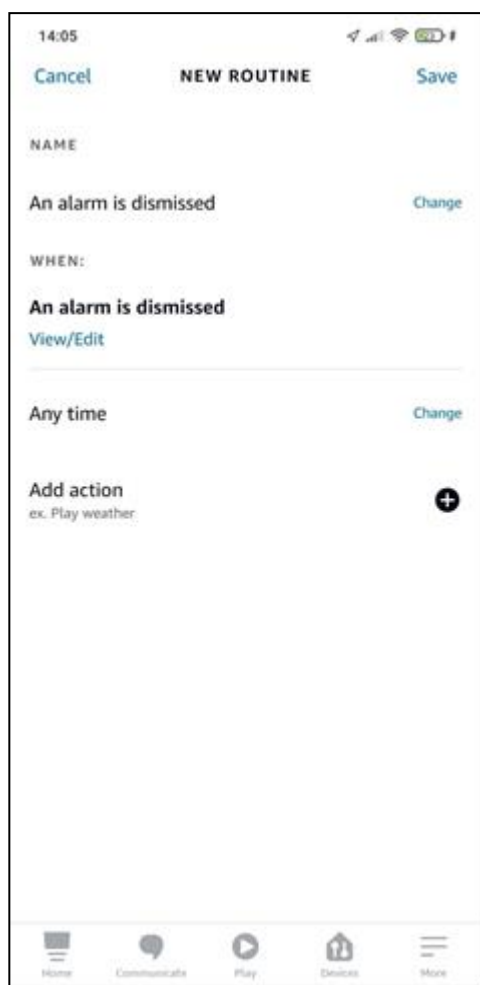 14:05
Cancel NEW ROUTINE Save
NAME
An alarm is dismissed Change
WHEN:
An alarm is dismissed
View/Edit
Any time Change
Add action
ex. Play weather
Home Communicate Play Devices More